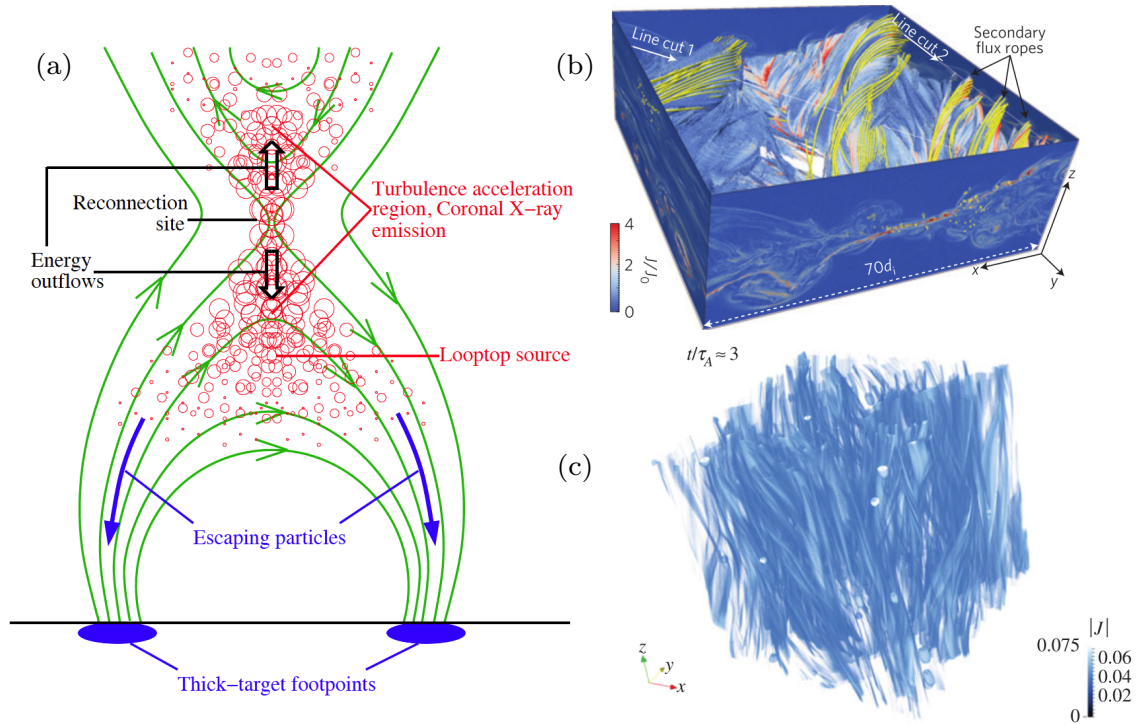 (a)
Reconnection
site
Energy
outflows
Turbulence acceleration
region, Coronal X−ray
emission
Looptop source
Escaping particles
Thick−target footpoints
(b)
Line cut 1
Line cut 2
Secondary
flux ropes
4
2
0
J/J₀
70dᵢ
z
x
y
(c)
t/τ_A ≈ 3
z
y
x
|J|
0.075
0.06
0.04
0.02
0